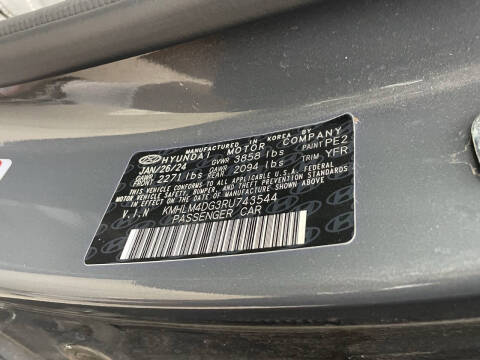 MANUFACTURED IN KOREA BY
HYUNDAI MOTOR COMPANY
JAN/26/24 GVWR 3858 lbs PAINT PE2
GAWR FRONT 2271 lbs GAWR REAR 2094 lbs TRIM YFR
THIS VEHICLE CONFORMS TO ALL APPLICABLE U.S.A. FEDERAL
MOTOR VEHICLE SAFETY, BUMPER, AND THEFT PREVENTION STANDARDS
IN EFFECT ON THE DATE OF MANUFACTURE SHOWN ABOVE.
V.I.N KMHLM4DG3RU743544
PASSENGER CAR